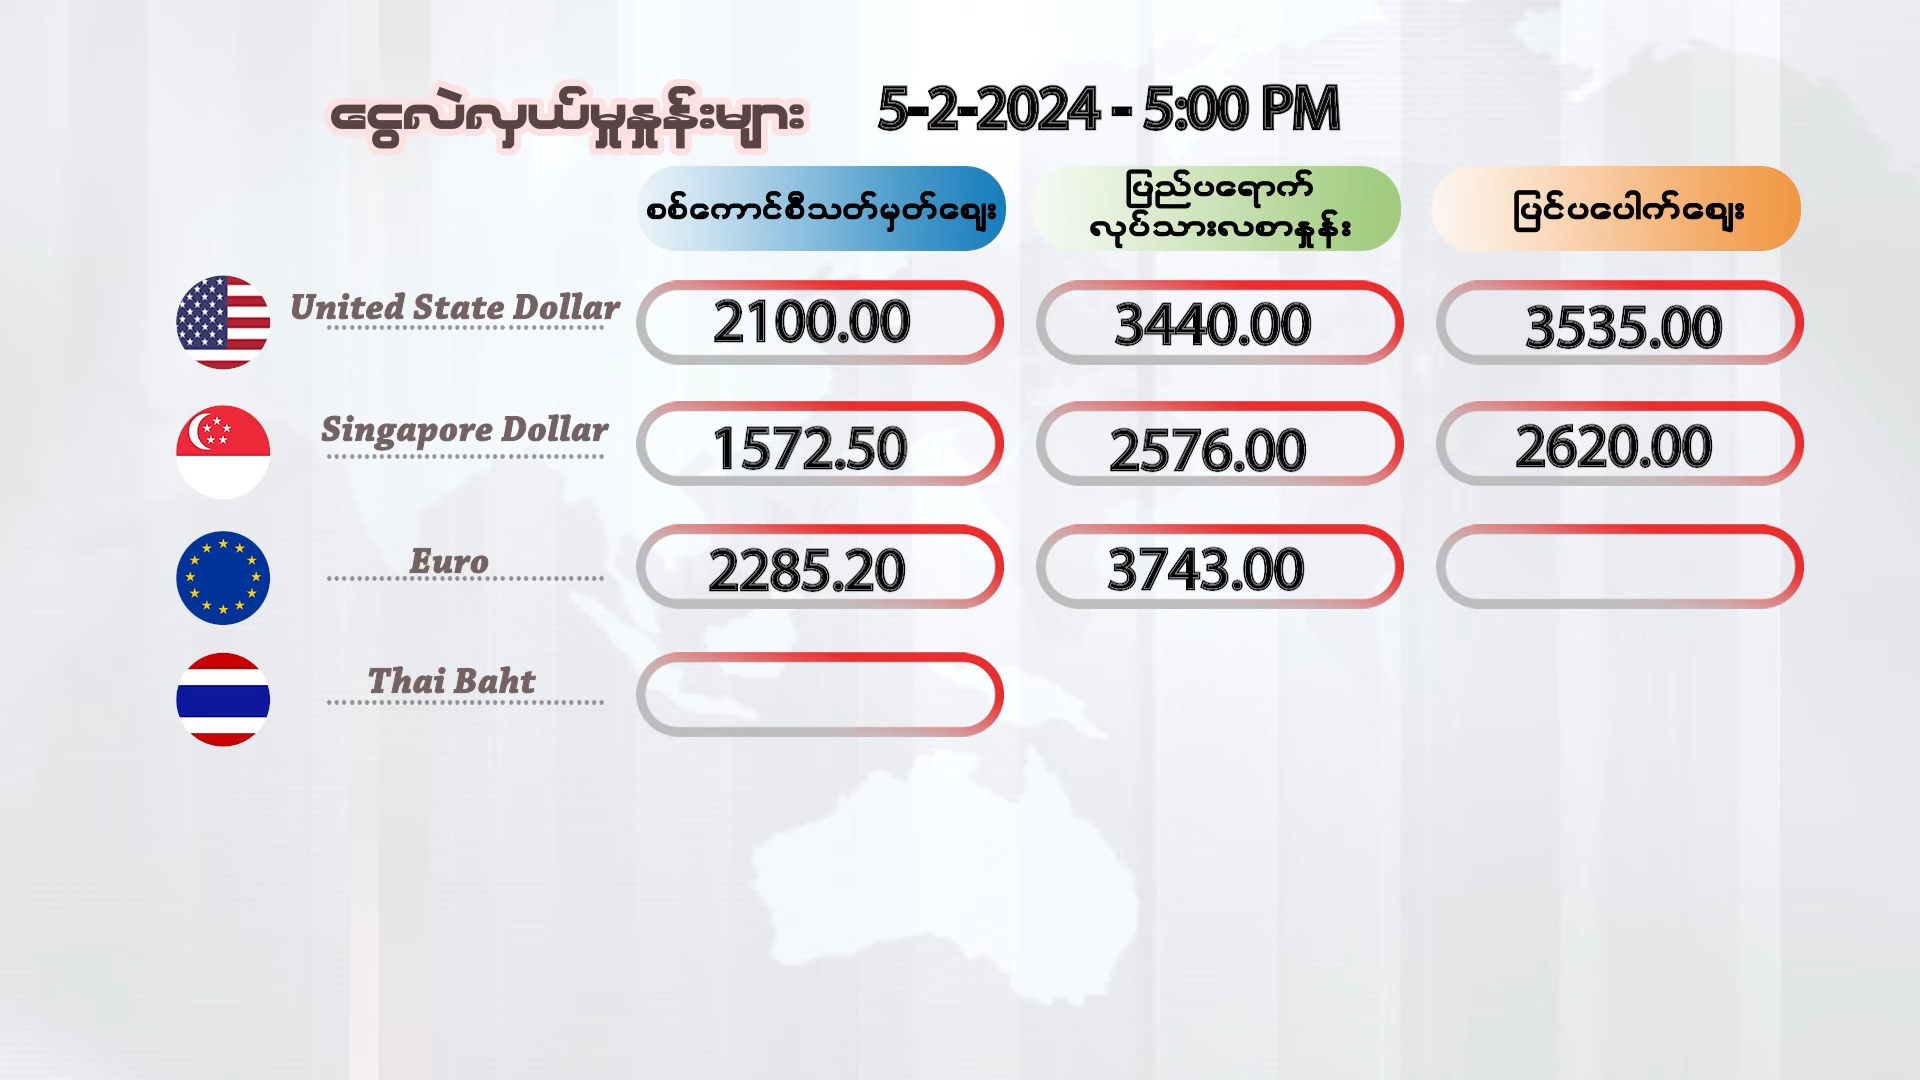 ငွေလဲလှယ်မှုနှုန်းများ 5-2-2024 - 5:00 PM
စစ်ကောင်စီသတ်မှတ်စျေး ပြည်ပရောက် ပြင်ပပေါက်စျေး
လုပ်သားလစာနှုန်း
United State Dollar 2100.00 3440.00 3535.00
Singapore Dollar 1572.50 2576.00 2620.00
Euro 2285.20 3743.00
Thai Baht